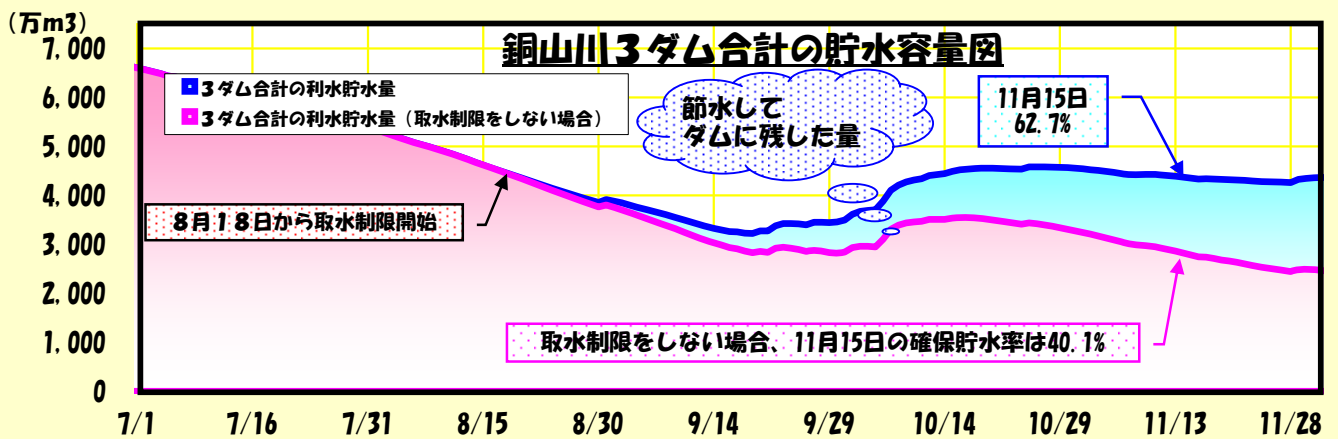 (万m3)
銅山川3ダム合計の貯水容量図
7,000
6,000
5,000
4,000
3,000
2,000
1,000
0
3ダム合計の利水貯水量
3ダム合計の利水貯水量(取水制限をしない場合)
節水して
ダムに残した量
11月15日
62.7%
8月18日から取水制限開始
取水制限をしない場合、11月15日の確保貯水率は40.1%
7/1 7/16 7/31 8/15 8/30 9/14 9/29 10/14 10/29 11/13 11/28